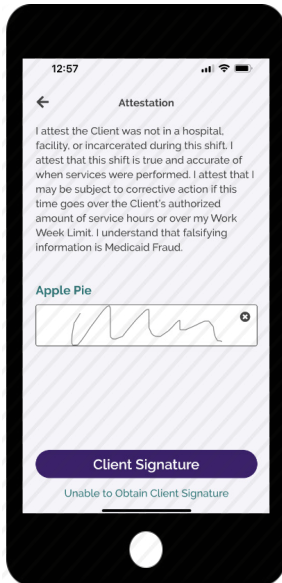 12:57
Attestation
I attest the Client was not in a hospital,
facility, or incarcerated during this shift. I
attest that this shift is true and accurate of
when services were performed. I attest that I
may be subject to corrective action if this
time goes over the Client's authorized
amount of service hours or over my Work
Week Limit. I understand that falsifying
information is Medicaid Fraud.
Apple Pie
Client Signature
Unable to Obtain Client Signature